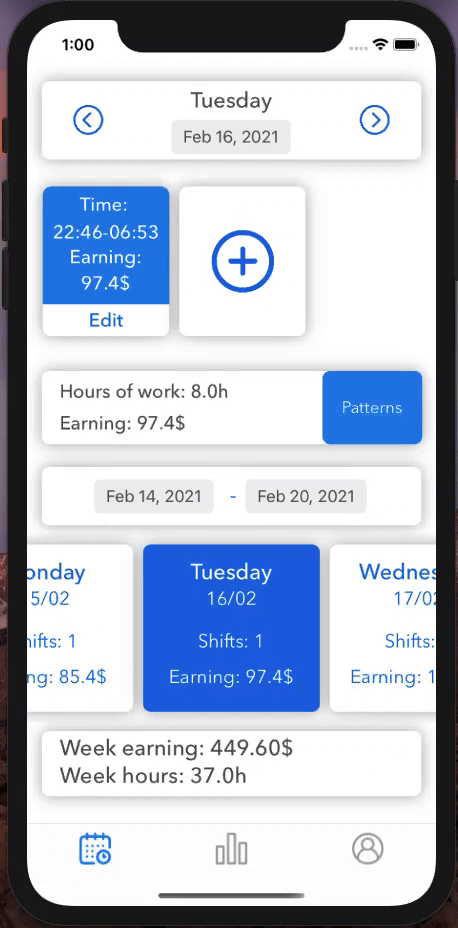 1:00
Tuesday
Feb 16, 2021
Time:
22:46-06:53
Earning:
97.4$
Edit
Hours of work: 8.0h
Earning: 97.4$
Patterns
Feb 14, 2021 - Feb 20, 2021
onday
5/02
hifts: 1
ng: 85.4$
Tuesday
16/02
Shifts: 1
Earning: 97.4$
Wednes
17/02
Shifts:
Earning: 1
Week earning: 449.60$
Week hours: 37.0h